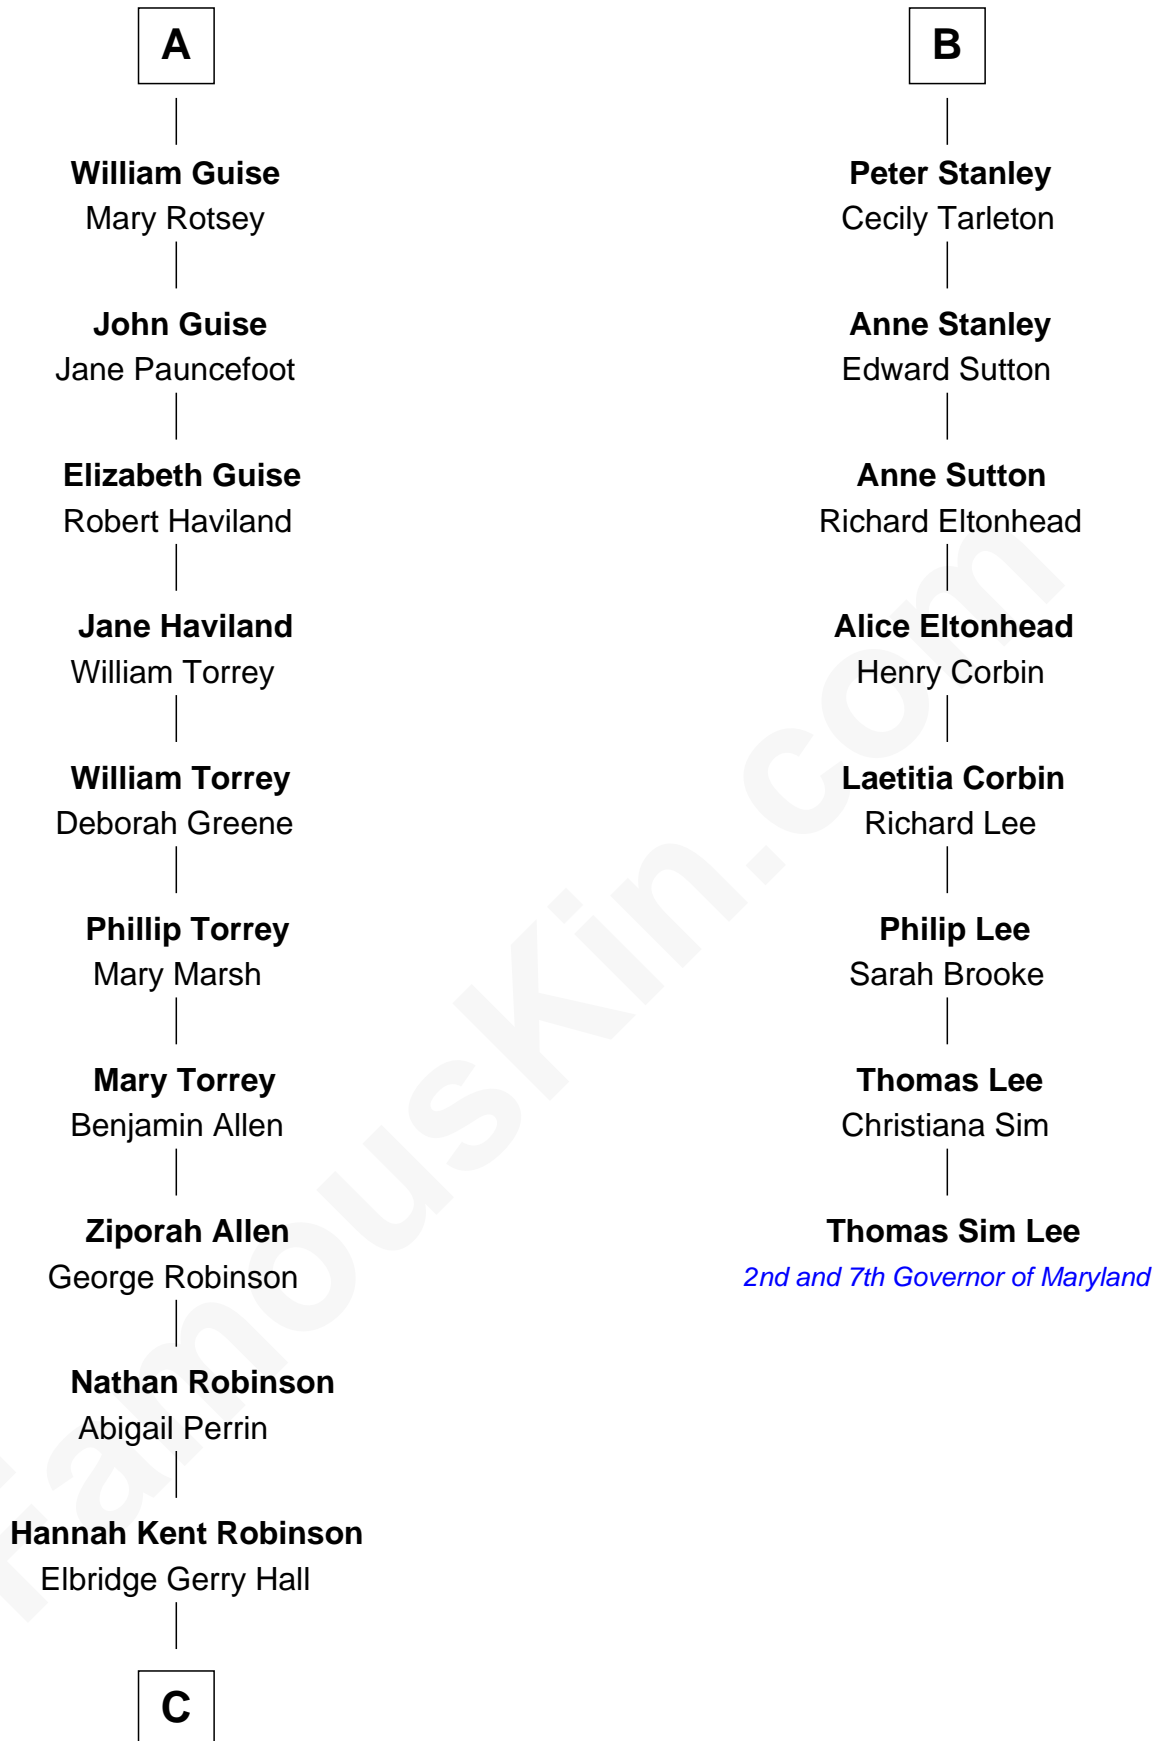 A
William Guise
Mary Rotsey
John Guise
Jane Pauncefoot
Elizabeth Guise
Robert Haviland
Jane Haviland
William Torrey
William Torrey
Deborah Greene
Phillip Torrey
Mary Marsh
Mary Torrey
Benjamin Allen
Ziporah Allen
George Robinson
Nathan Robinson
Abigail Perrin
Hannah Kent Robinson
Elbridge Gerry Hall
C
B
Peter Stanley
Cecily Tarleton
Anne Stanley
Edward Sutton
Anne Sutton
Richard Eltonhead
Alice Eltonhead
Henry Corbin
Laetitia Corbin
Richard Lee
Philip Lee
Sarah Brooke
Thomas Lee
Christiana Sim
Thomas Sim Lee
2nd and 7th Governor of Maryland
FamousKin.com